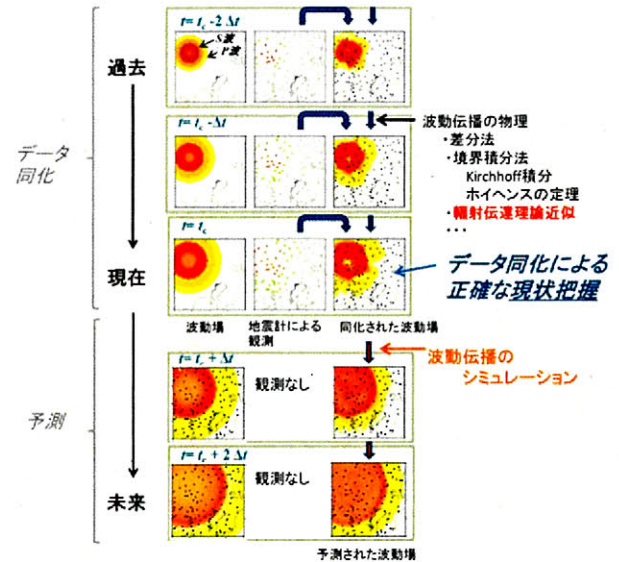 t= t_c -2 Δt
S波
P波
過去
t= t_c -Δt
波動伝播の物理
・差分法
・境界積分法
Kirchhoff積分
ホイヘンスの定理
・輻射伝達理論近似
・・・
データ
同化
t= t_c
現在
データ同化による
正確な現状把握
波動場
地震計による
観測
同化された波動場
t= t_c + Δt
観測なし
波動伝播の
シミュレーション
予測
t= t_c + 2 Δt
未来
観測なし
予測された波動場